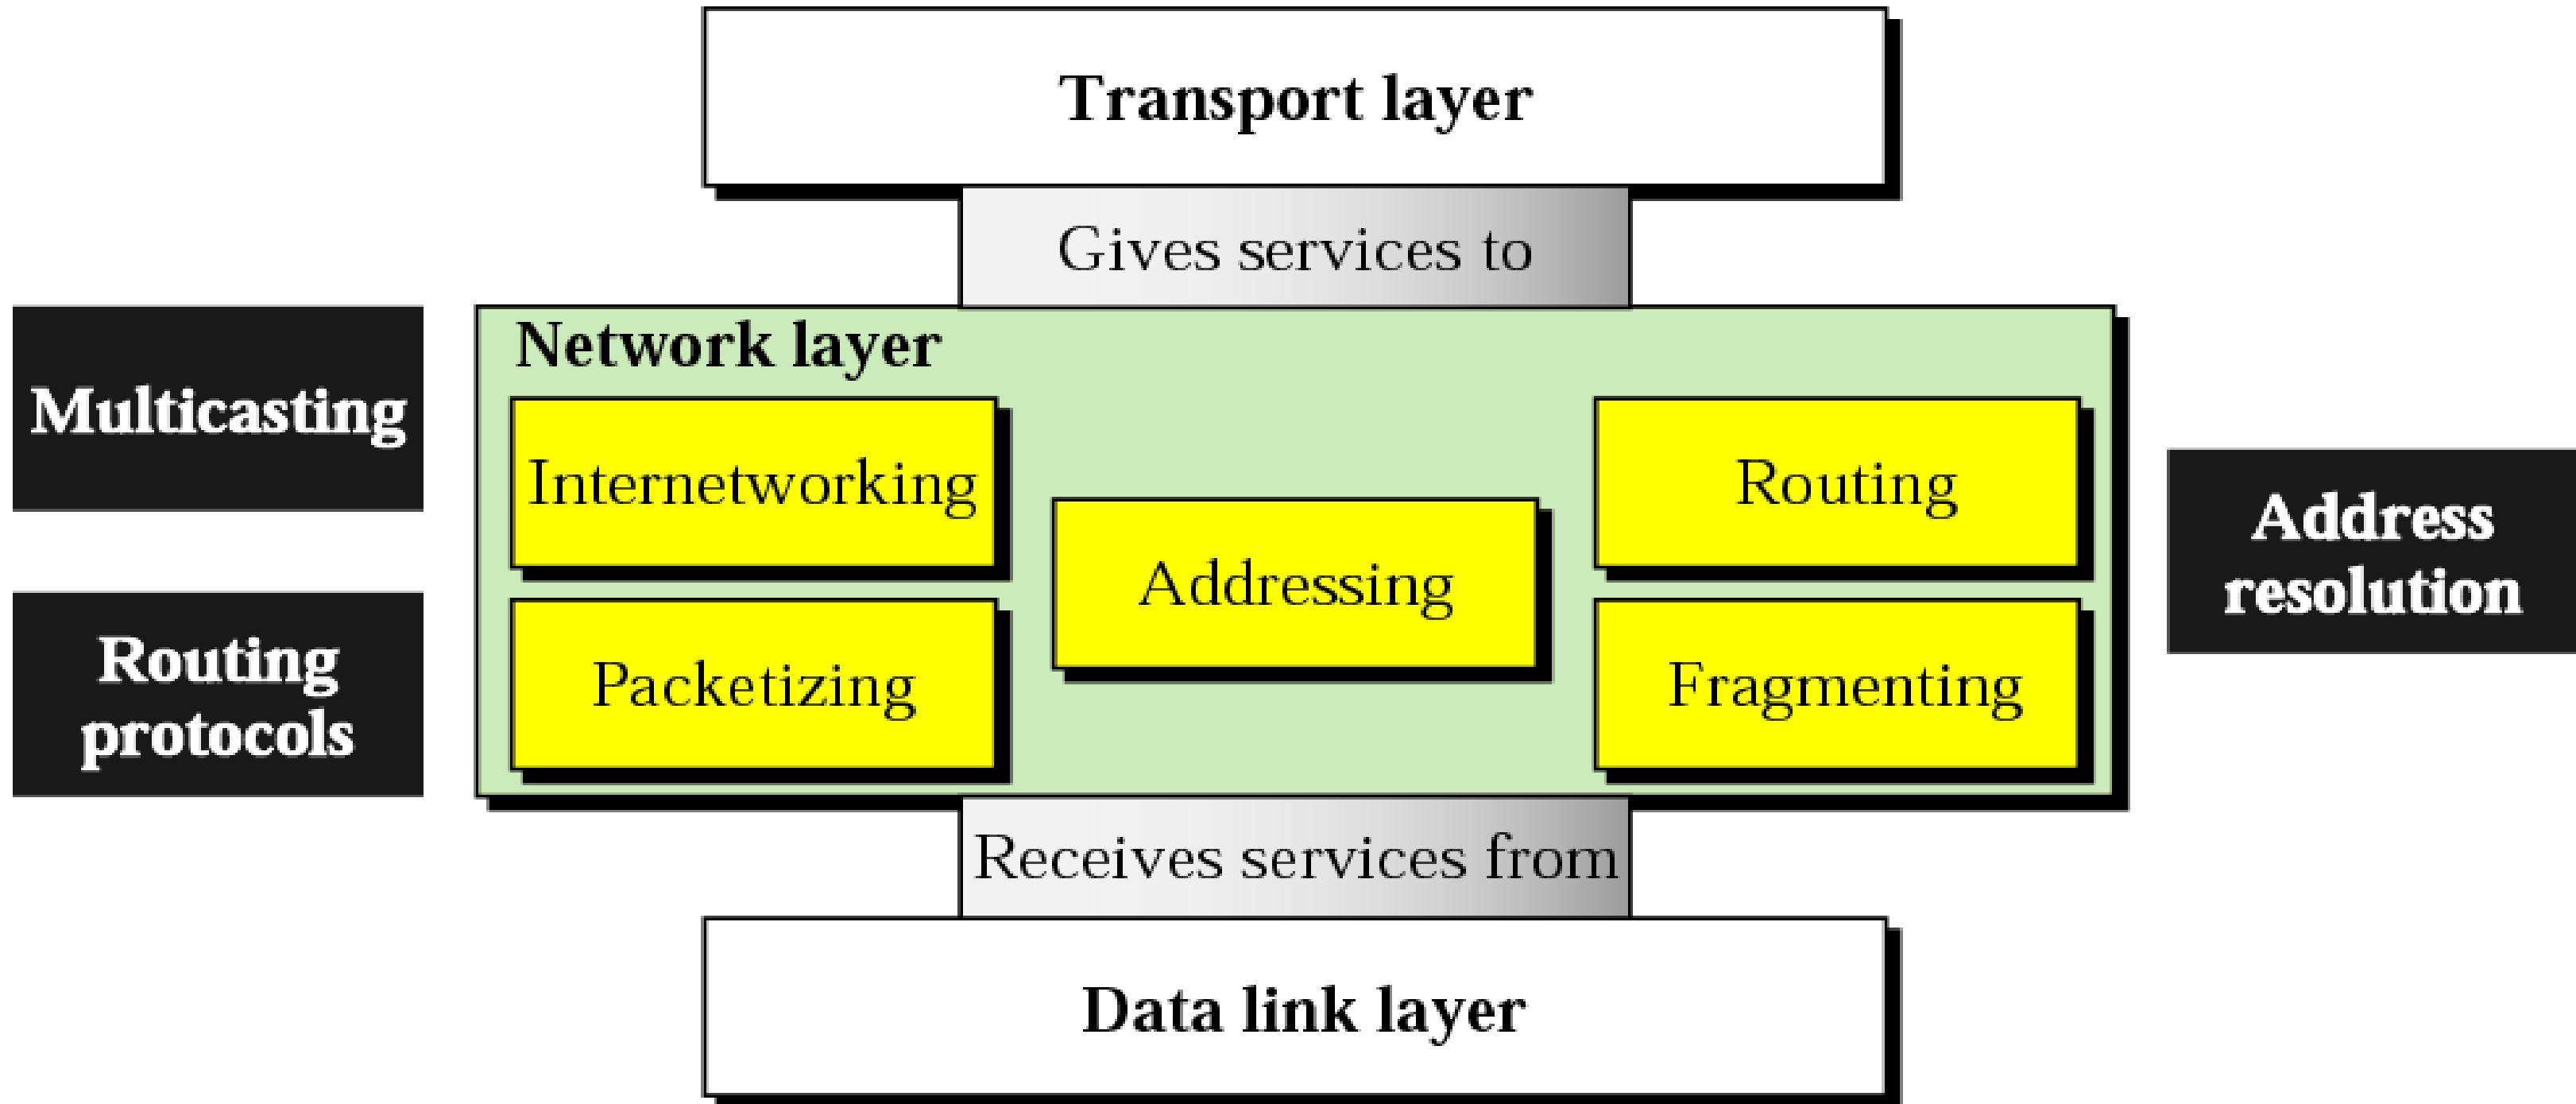 Transport layer
Gives services to
Network layer
Multicasting
Internetworking
Routing
Addressing
Address
resolution
Routing
protocols
Packetizing
Fragmenting
Receives services from
Data link layer